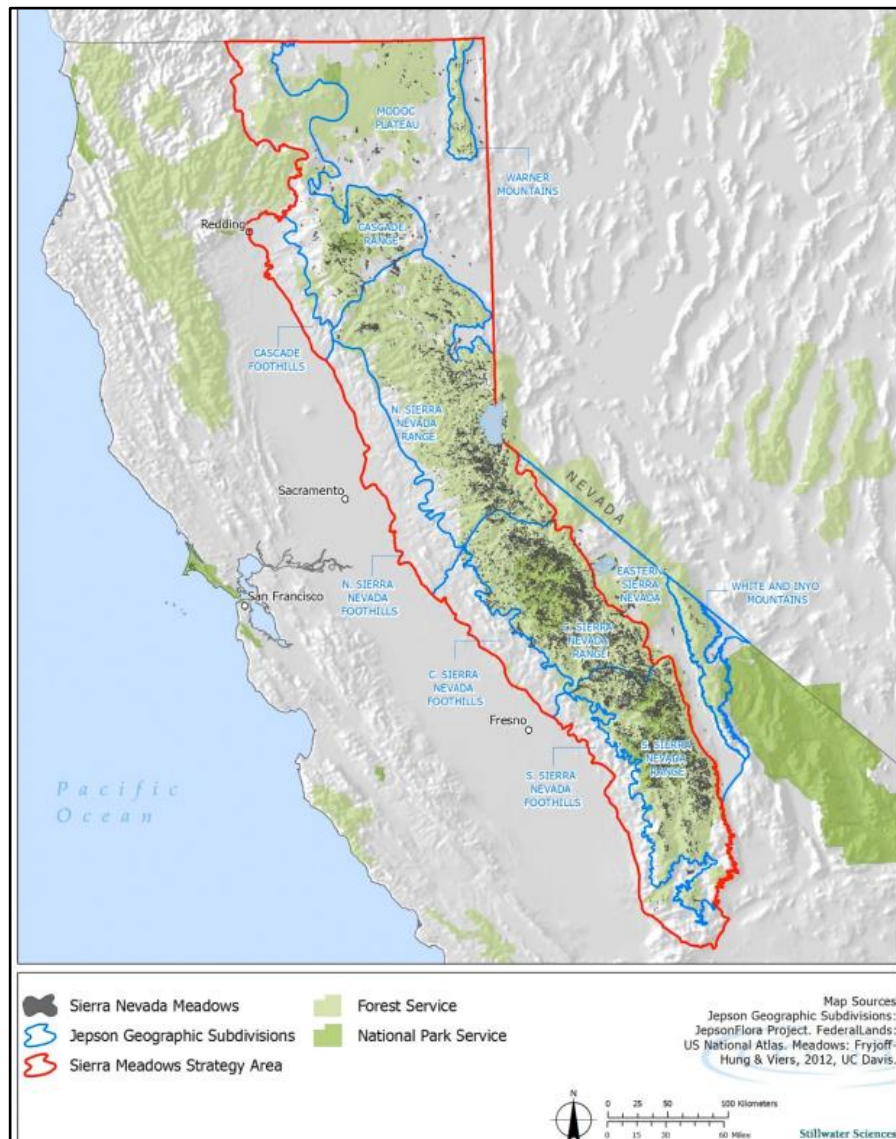 MODOC
PLATEAU
WARNER
MOUNTAINS
Redding
CASCADE
RANGE
CASCADE
FOOTHILLS
N. SIERRA
NEVADA
RANGE
Sacramento
NEVADA
N. SIERRA
NEVADA
FOOTHILLS
San Francisco
EASTERN
SIERRA
NEVADA
WHITE AND INYO
MOUNTAINS
C. SIERRA
NEVADA
RANGE
C. SIERRA
NEVADA
FOOTHILLS
Fresno
S. SIERRA
NEVADA
RANGE
S. SIERRA
NEVADA
FOOTHILLS
Pacific
Ocean
Sierra Nevada Meadows
Jepson Geographic Subdivisions
Sierra Meadows Strategy Area
Forest Service
National Park Service
Map Sources
Jepson Geographic Subdivisions:
JepsonFlora Project. FederalLands:
US National Atlas. Meadows: Fryjoff-
Hung & Viers, 2012, UC Davis.
N
0 25 50 100 Kilometers
0 15 30 60 Miles
Stillwater Sciences